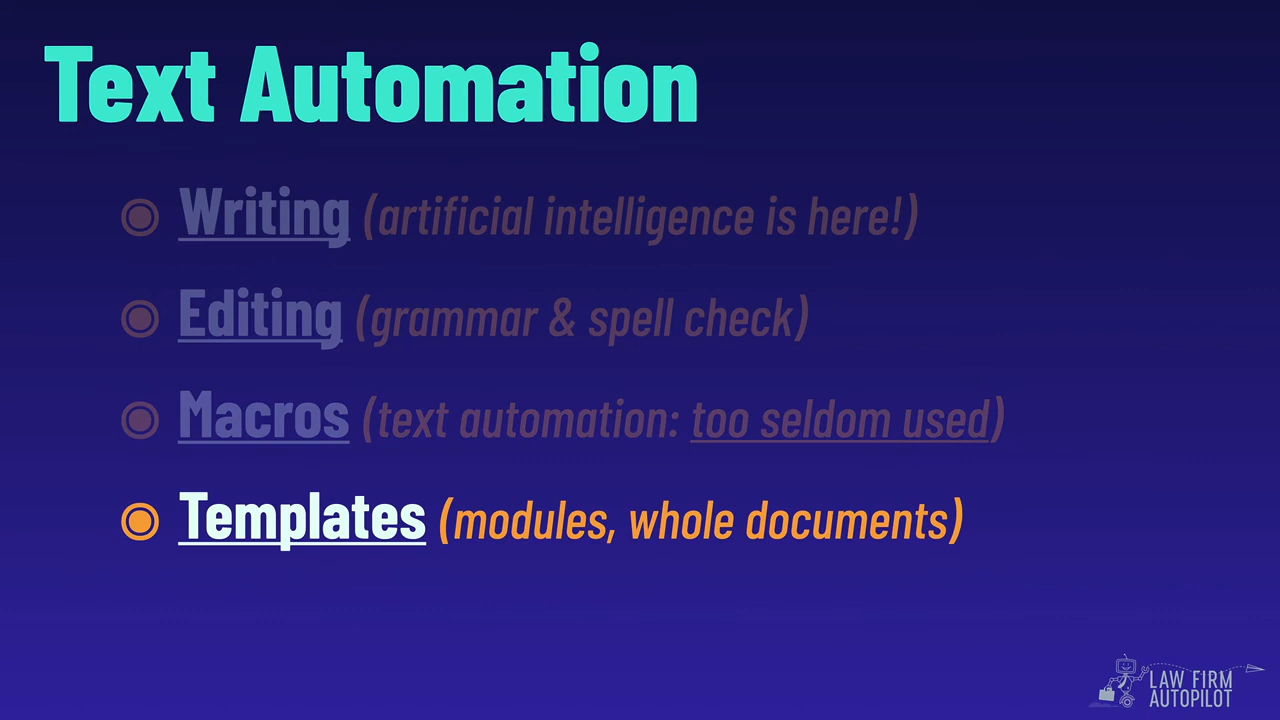 Text Automation
Writing (artificial intelligence is here!)
Editing (grammar & spell check)
Macros (text automation: too seldom used)
Templates (modules, whole documents)
LAW FIRM
AUTOPILOT